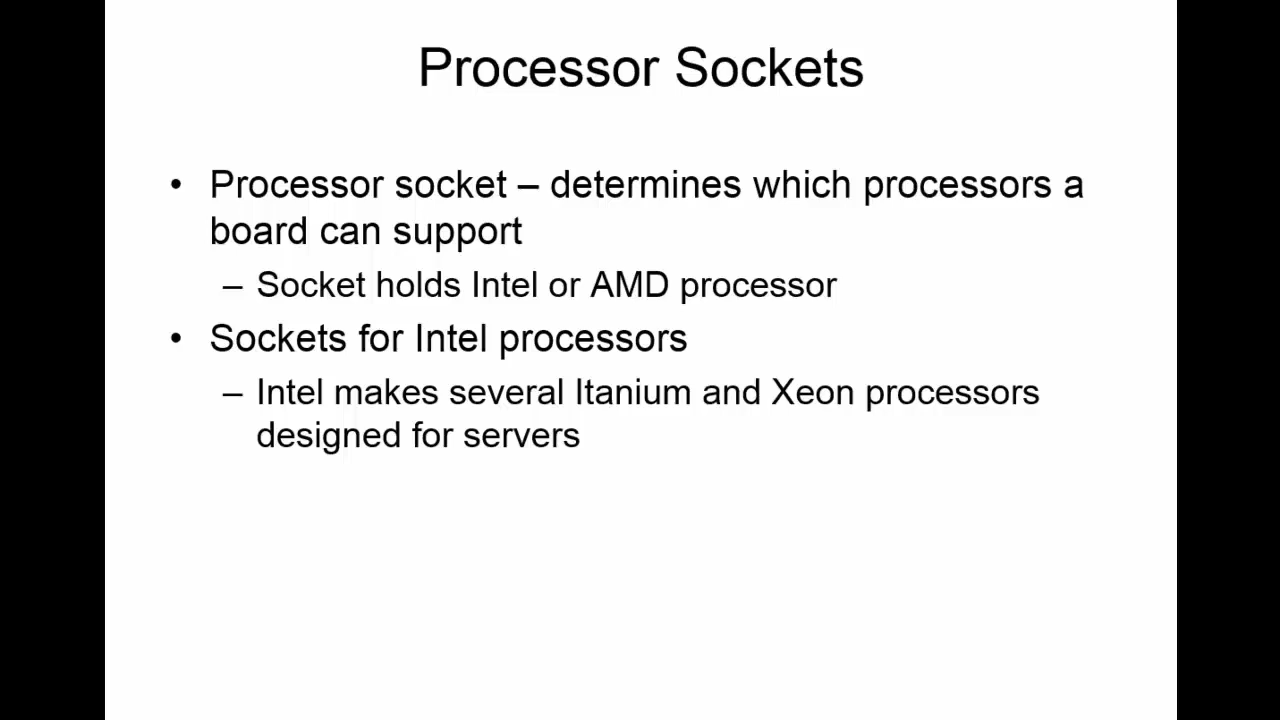 Processor Sockets
• Processor socket – determines which processors a
board can support
– Socket holds Intel or AMD processor
• Sockets for Intel processors
– Intel makes several Itanium and Xeon processors
designed for servers